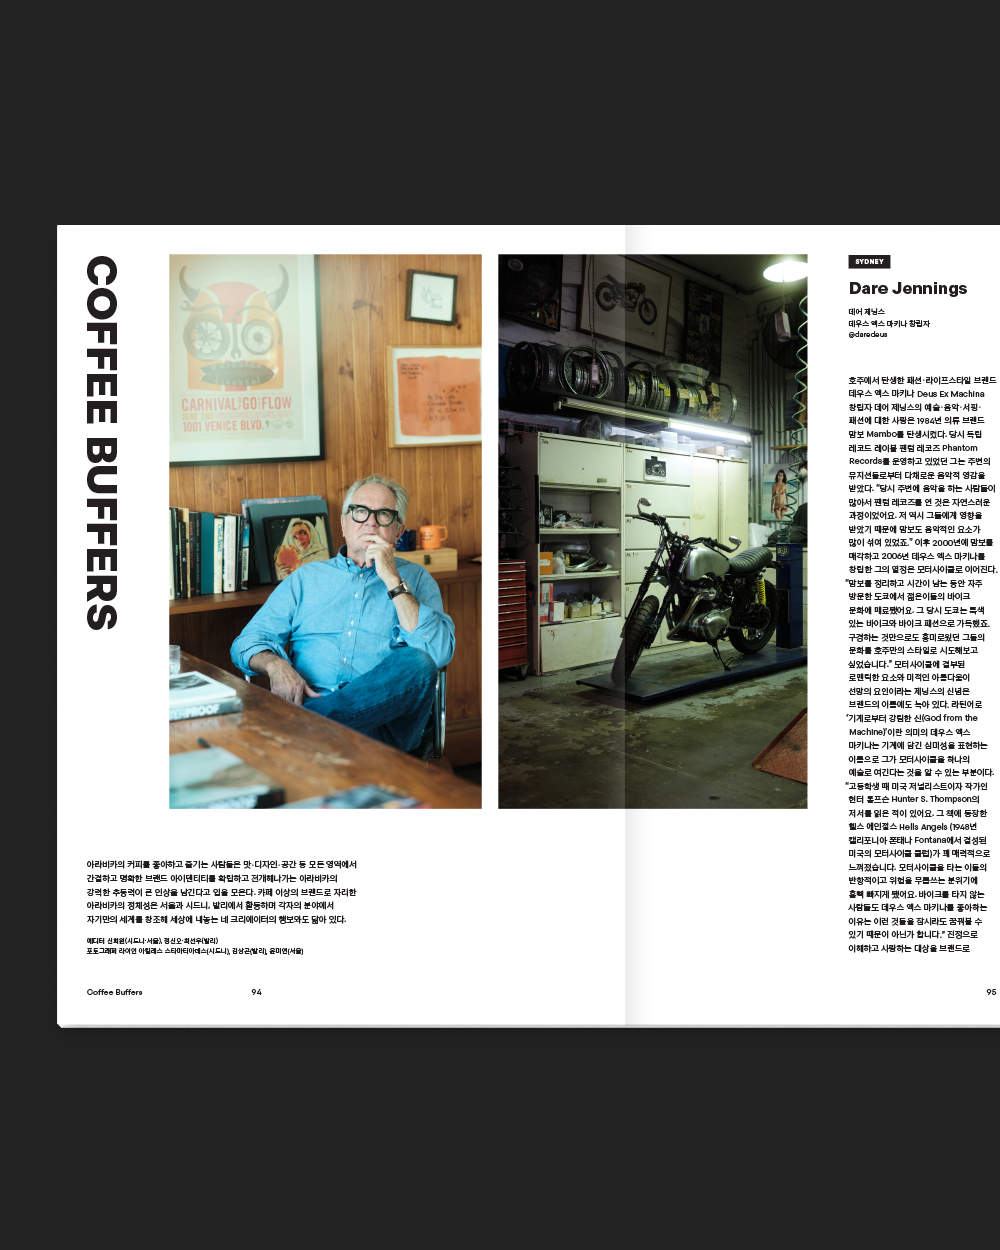 COFFEE BUFFERS
CARNIVAL GO! FLOW
1001 VENICE BLVD.
아라비카의 커피를 좋아하고 즐기는 사람들은 맛·디자인·공간 등 모든 영역에서
간결하고 명확한 브랜드 아이덴티티를 확립하고 전개해나가는 아라비카의
강력한 추동력이 큰 인상을 남긴다고 입을 모은다. 카페 이상의 브랜드로 자리한
아라비카의 정체성은 서울과 시드니, 발리에서 활동하며 각자의 분야에서
자기만의 세계를 창조해 세상에 내놓는 네 크리에이터의 행보와도 닮아 있다.
에디터 신희원(시드니·서울), 정신오·최선우(발리)
포토그래퍼 라이언 아킬레스 스타마티아데스(시드니), 김상곤(발리), 윤미연(서울)
Coffee Buffers
94
SYDNEY
Dare Jennings
데어 제닝스
데우스 엑스 마키나 창립자
@daredeus
호주에서 탄생한 패션·라이프스타일 브랜드
데우스 엑스 마키나 Deus Ex Machina
창립자 데어 제닝스의 예술·음악·서핑·
패션에 대한 사랑은 1984년 의류 브랜드
맘보 Mambo를 탄생시켰다. 당시 독립
레코드 레이블 팬텀 레코즈 Phantom
Records를 운영하고 있었던 그는 주변의
뮤지션들로부터 다채로운 음악적 영감을
받았다. “당시 주변에 음악을 하는 사람들이
많아서 팬텀 레코즈를 연 것은 자연스러운
과정이었어요. 저 역시 그들에게 영향을
받았기 때문에 맘보도 음악적인 요소가
많이 섞여 있었죠.” 이후 2000년에 맘보를
매각하고 2006년 데우스 엑스 마키나를
창립한 그의 열정은 모터사이클로 이어진다.
“맘보를 정리하고 시간이 남는 동안 자주
방문한 도쿄에서 젊은이들의 바이크
문화에 매료됐어요. 그 당시 도쿄는 특색
있는 바이크와 바이크 패션으로 가득했죠.
구경하는 것만으로도 흥미로웠던 그들의
문화를 호주만의 스타일로 시도해보고
싶었습니다.” 모터사이클에 결부된
로맨틱한 요소와 미적인 아름다움이
선망의 요인이라는 제닝스의 신념은
브랜드의 이름에도 녹아 있다. 라틴어로
‘기계로부터 강림한 신(God from the
Machine)’이란 의미의 데우스 엑스
마키나는 기계에 담긴 심미성을 표현하는
이름으로 그가 모터사이클을 하나의
예술로 여긴다는 것을 알 수 있는 부분이다.
“고등학생 때 미국 저널리스트이자 작가인
헌터 톰프슨 Hunter S. Thompson의
저서를 읽은 적이 있어요. 그 책에 등장한
헬스 에인절스 Hells Angels (1948년
캘리포니아 폰태나 Fontana에서 결성된
미국의 모터사이클 클럽)가 꽤 매력적으로
느껴졌습니다. 모터사이클을 타는 이들의
반항적이고 위험을 무릅쓰는 분위기에
흠뻑 빠지게 됐어요. 바이크를 타지 않는
사람들도 데우스 엑스 마키나를 좋아하는
이유는 이런 것들을 잠시라도 꿈꿔볼 수
있기 때문이 아닌가 합니다.” 진정으로
이해하고 사랑하는 대상을 브랜드로
95